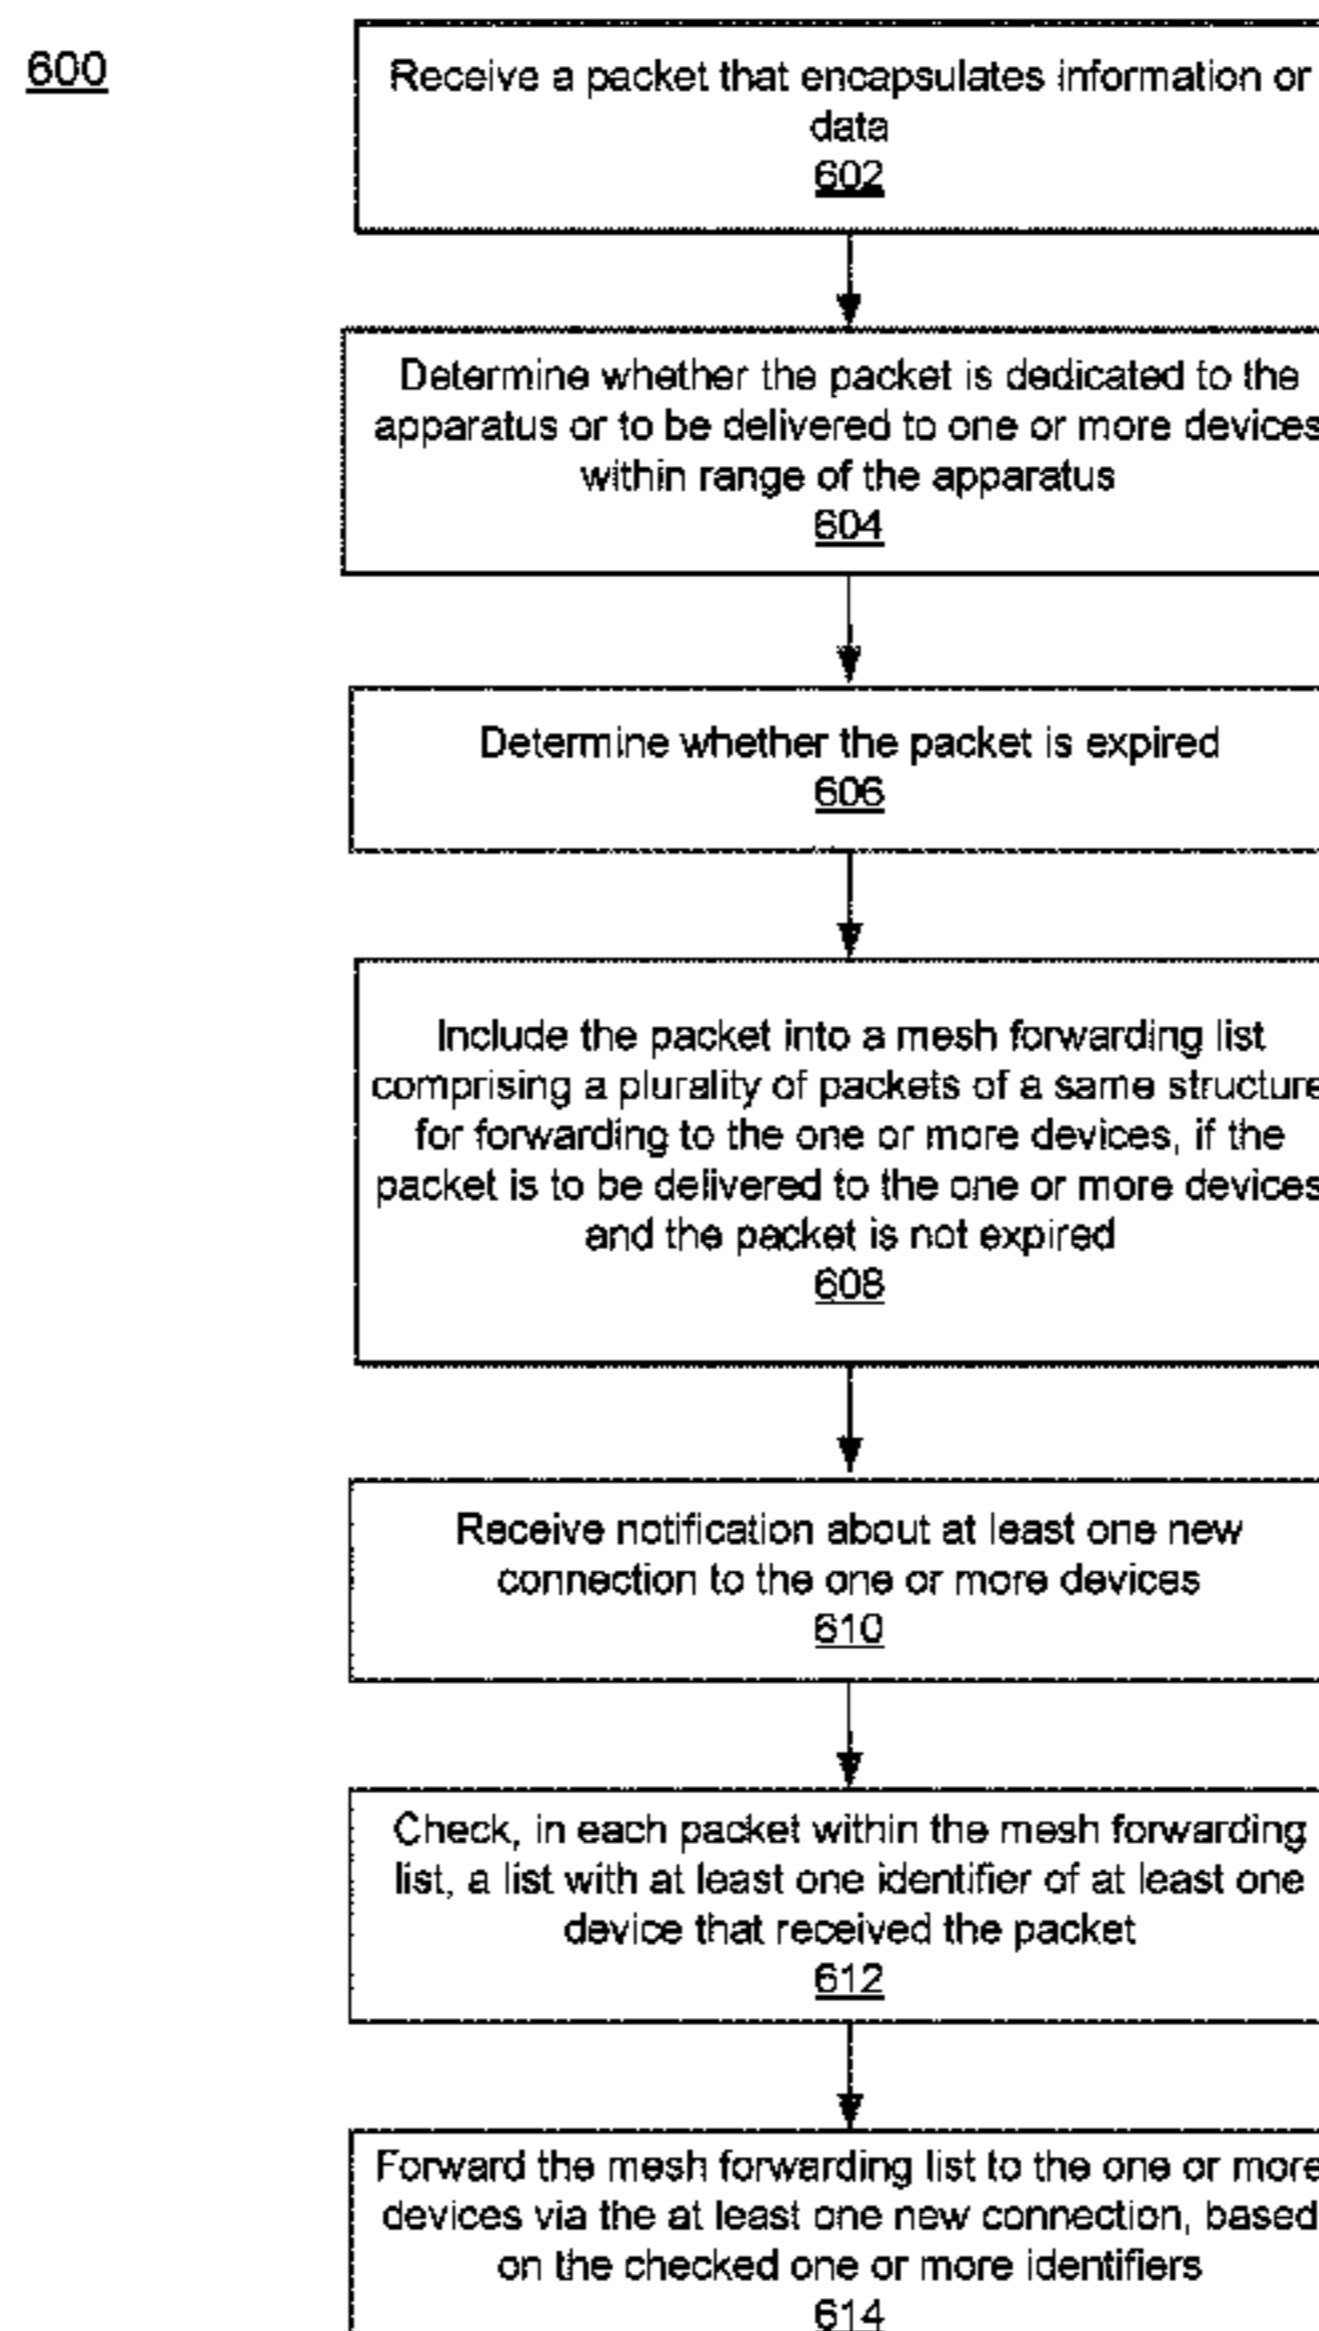 600
Receive a packet that encapsulates information or
data
602
Determine whether the packet is dedicated to the
apparatus or to be delivered to one or more devices
within range of the apparatus
604
Determine whether the packet is expired
606
Include the packet into a mesh forwarding list
comprising a plurality of packets of a same structure
for forwarding to the one or more devices, if the
packet is to be delivered to the one or more devices
and the packet is not expired
608
Receive notification about at least one new
connection to the one or more devices
610
Check, in each packet within the mesh forwarding
list, a list with at least one identifier of at least one
device that received the packet
612
Forward the mesh forwarding list to the one or more
devices via the at least one new connection, based
on the checked one or more identifiers
614